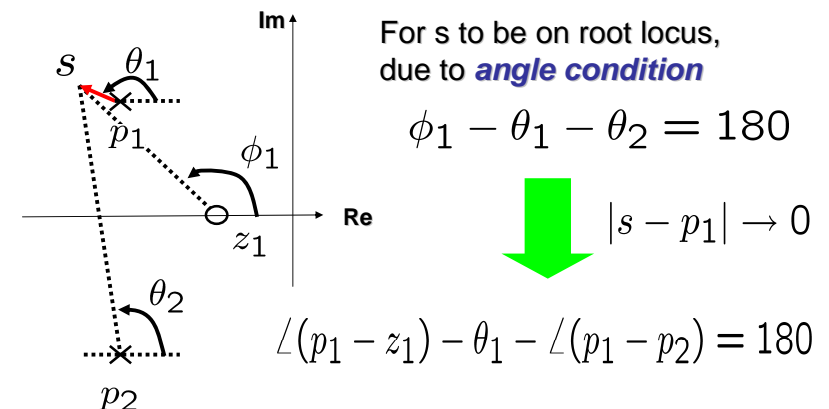 Im
For s to be on root locus,
due to angle condition
s
θ₁
p₁
ϕ₁
ϕ₁ − θ₁ − θ₂ = 180
Re
z₁
|s − p₁| → 0
θ₂
∠(p₁ − z₁) − θ₁ − ∠(p₁ − p₂) = 180
p₂